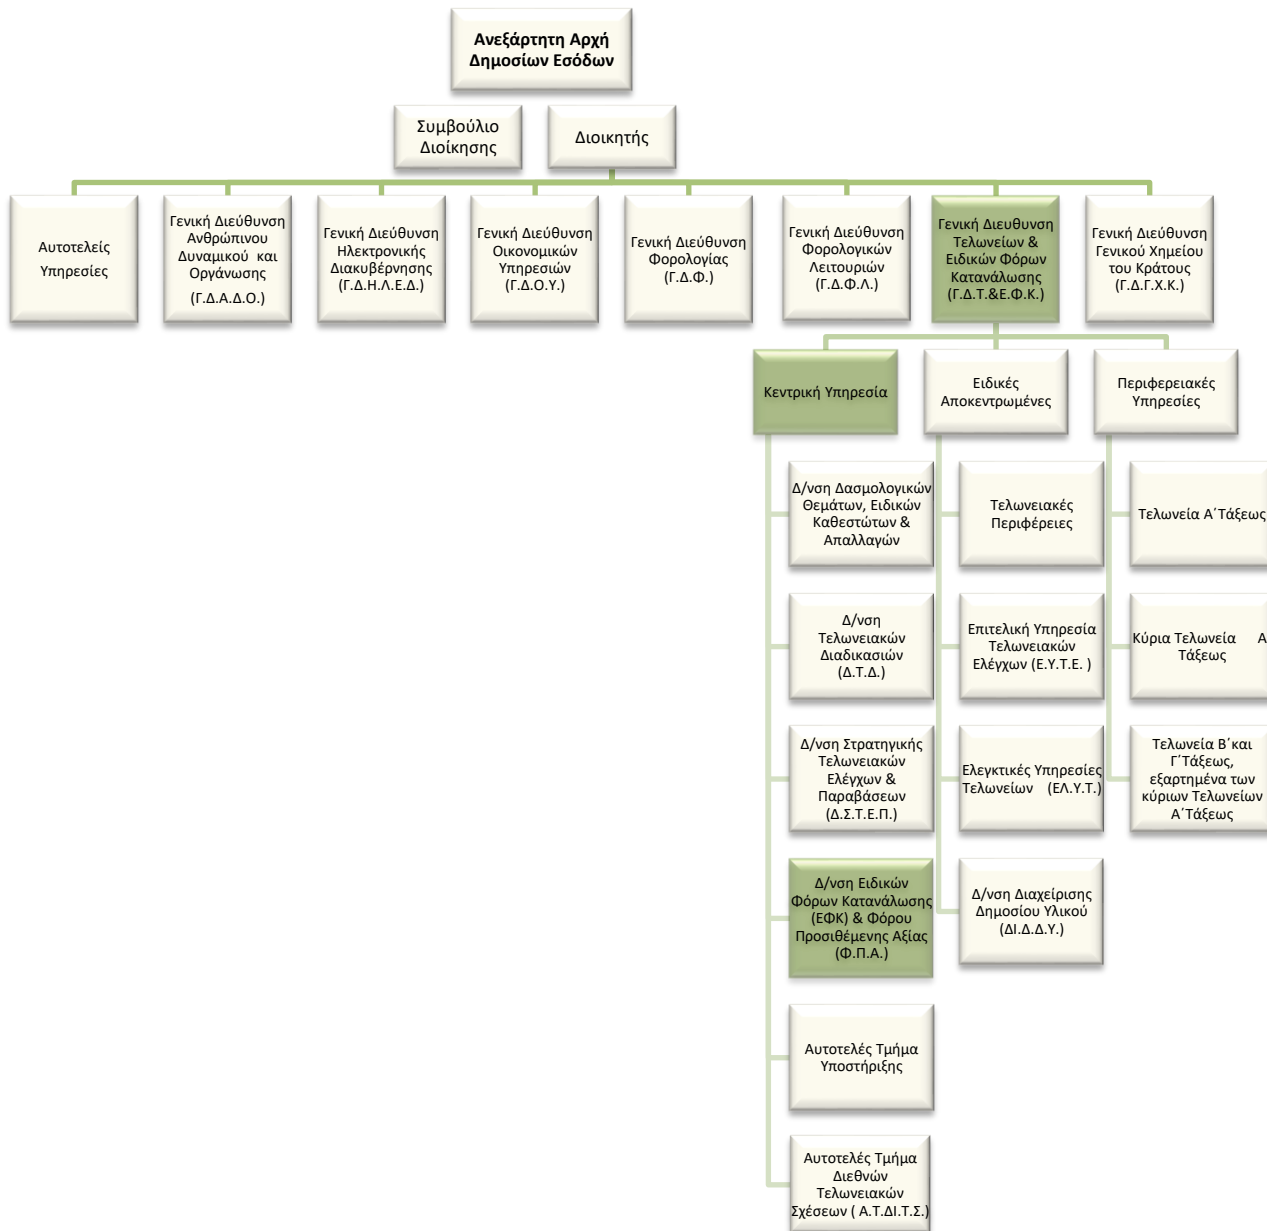 Ανεξάρτητη Αρχή
Δημοσίων Εσόδων
Συμβούλιο
Διοίκησης
Διοικητής
Αυτοτελείς
Υπηρεσίες
Γενική Διεύθυνση
Ανθρώπινου
Δυναμικού και
Οργάνωσης
(Γ.Δ.Α.Δ.Ο.)
Γενική Διεύθυνση
Ηλεκτρονικής
Διακυβέρνησης
(Γ.Δ.Η.Λ.Ε.Δ.)
Γενική Διεύθυνση
Οικονομικών
Υπηρεσιών
(Γ.Δ.Ο.Υ.)
Γενική Διεύθυνση
Φορολογίας
(Γ.Δ.Φ.)
Γενική Διεύθυνση
Φορολογικών
Λειτουριών
(Γ.Δ.Φ.Λ.)
Γενική Διευθυνση
Τελωνείων &
Ειδικών Φόρων
Κατανάλωσης
(Γ.Δ.Τ.&Ε.Φ.Κ.)
Γενική Διεύθυνση
Γενικού Χημείου
του Κράτους
(Γ.Δ.Γ.Χ.Κ.)
Κεντρική Υπηρεσία
Ειδικές
Αποκεντρωμένες
Περιφερειακές
Υπηρεσίες
Δ/νση Δασμολογικών
Θεμάτων, Ειδικών
Καθεστώτων &
Απαλλαγών
Δ/νση
Τελωνειακών
Διαδικασιών
(Δ.Τ.Δ.)
Δ/νση Στρατηγικής
Τελωνειακών
Ελέγχων &
Παραβάσεων
(Δ.Σ.Τ.Ε.Π.)
Δ/νση Ειδικών
Φόρων Κατανάλωσης
(ΕΦΚ) & Φόρου
Προσιθέμενης Αξίας
(Φ.Π.Α.)
Αυτοτελές Τμήμα
Υποστήριξης
Αυτοτελές Τμήμα
Διεθνών
Τελωνειακών
Σχέσεων ( Α.Τ.ΔΙ.Τ.Σ.)
Τελωνειακές
Περιφέρειες
Επιτελική Υπηρεσία
Τελωνειακών
Ελέγχων (Ε.Υ.Τ.Ε. )
Ελεγκτικές Υπηρεσίες
Τελωνείων (ΕΛ.Υ.Τ.)
Δ/νση Διαχείρισης
Δημοσίου Υλικού
(ΔΙ.Δ.Δ.Υ.)
Τελωνεία Α΄Τάξεως
Κύρια Τελωνεία Α
Τάξεως
Τελωνεία Β΄και
Γ΄Τάξεως,
εξαρτημένα των
κύριων Τελωνείων
Α΄Τάξεως